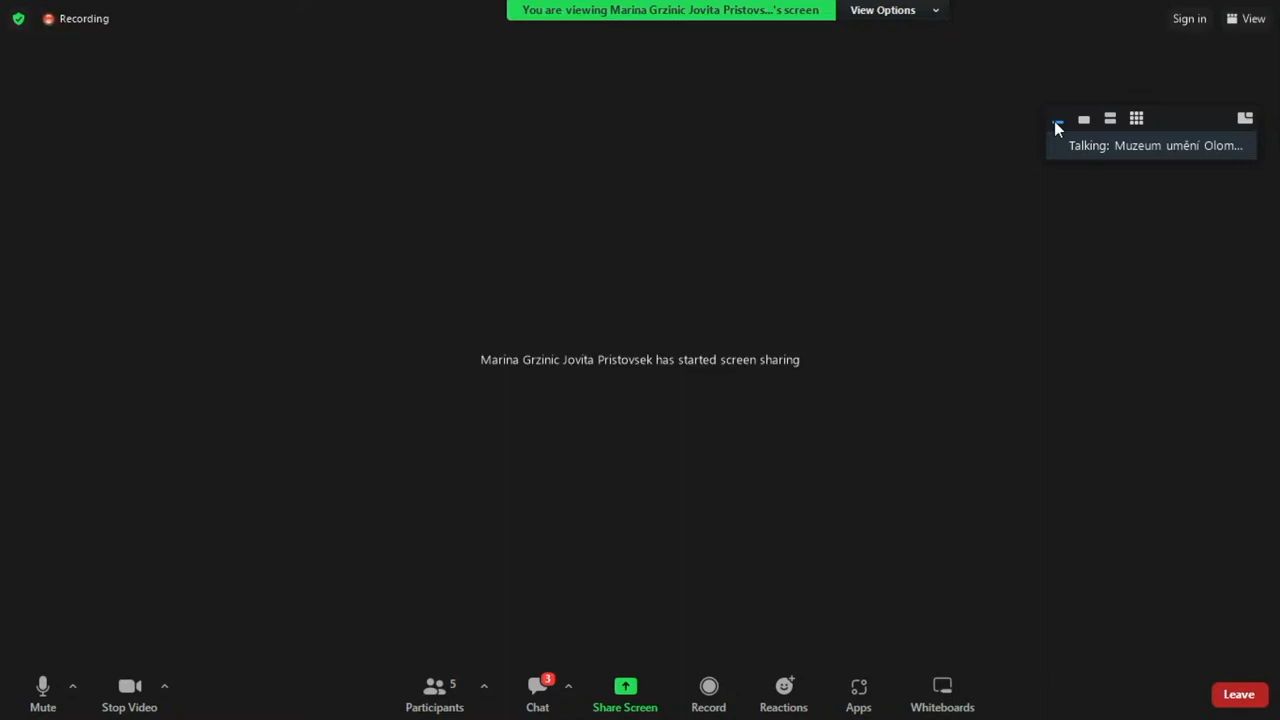 Recording
You are viewing Marina Grzinic Jovita Pristovs...'s screen
View Options
Sign in
View
Talking: Muzeum umění Olom...
Marina Grzinic Jovita Pristovsek has started screen sharing
Mute
Stop Video
5
Participants
3
Chat
Share Screen
Record
Reactions
Apps
Whiteboards
Leave